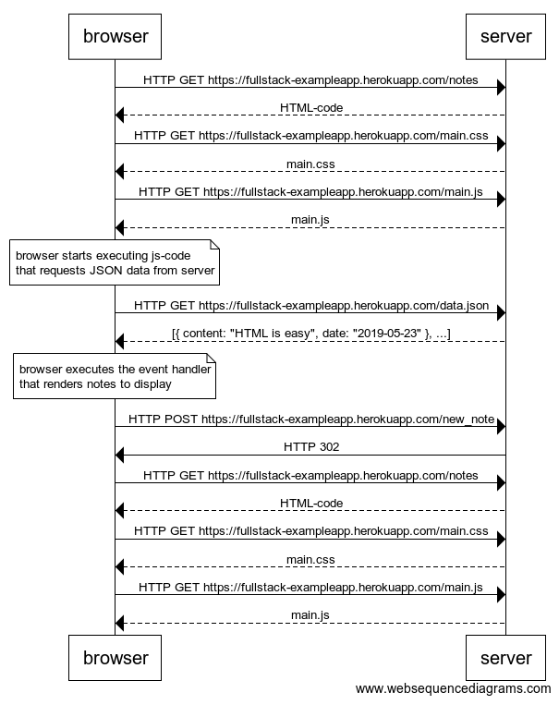 browser
server
HTTP GET https://fullstack-exampleapp.herokuapp.com/notes
HTML-code
HTTP GET https://fullstack-exampleapp.herokuapp.com/main.css
main.css
HTTP GET https://fullstack-exampleapp.herokuapp.com/main.js
main.js
browser starts executing js-code
that requests JSON data from server
HTTP GET https://fullstack-exampleapp.herokuapp.com/data.json
[{ content: "HTML is easy", date: "2019-05-23" }, ...]
browser executes the event handler
that renders notes to display
HTTP POST https://fullstack-exampleapp.herokuapp.com/new_note
HTTP 302
HTTP GET https://fullstack-exampleapp.herokuapp.com/notes
HTML-code
HTTP GET https://fullstack-exampleapp.herokuapp.com/main.css
main.css
HTTP GET https://fullstack-exampleapp.herokuapp.com/main.js
main.js
browser
server
www.websequencediagrams.com